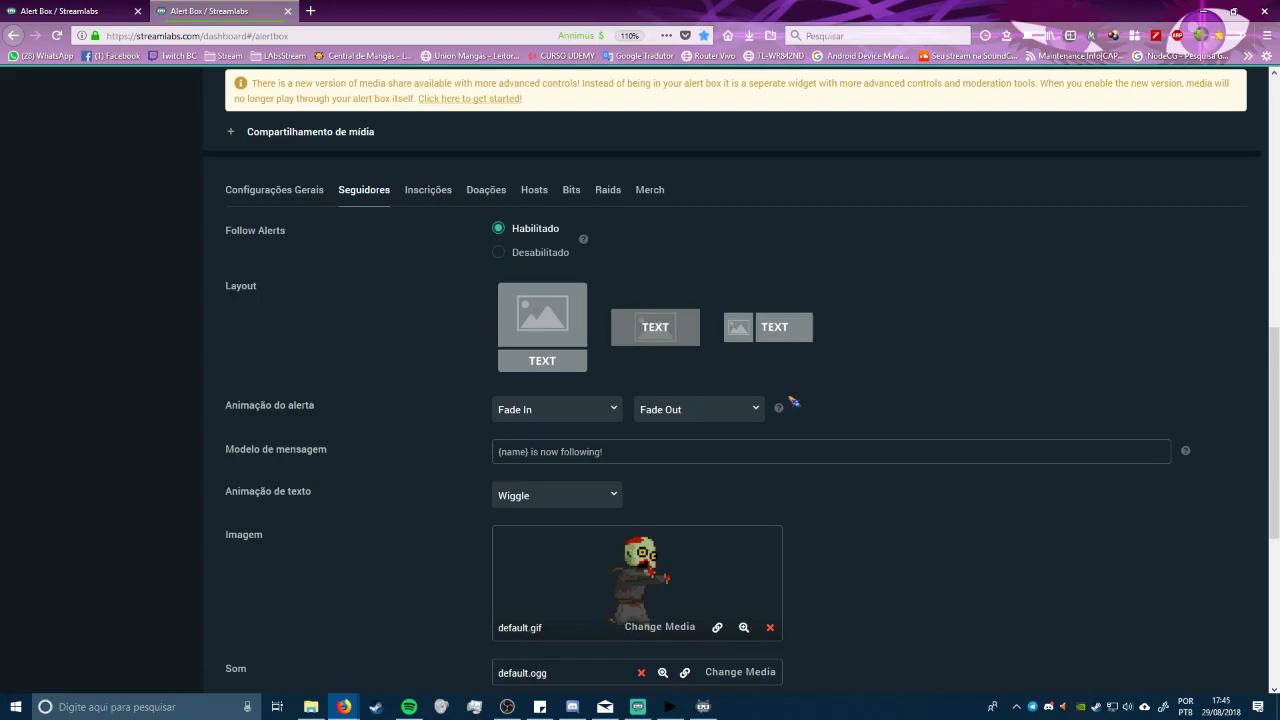 Alert Box / Streamlabs
Alert Box / Streamlabs
https://streamlabs.com/dashboard#/alertbox
Annimus
110%
Pesquisar
(28) WhatsApp
(1) Facebook
Twitch BC
Stream
LABsStream
Central de Mangás -...
Union Mangás - Leitor...
CURSO UDEMY
Google Tradutor
Router Vivo
TL-WR842ND
Android Device Mana...
Seu stream na SoundC...
Maintenance Info|CAP...
NodeCG - Pesquisa G...
There is a new version of media share available with more advanced controls! Instead of being in your alert box it is a seperate widget with more advanced controls and moderation tools. When you enable the new version, media will
no longer play through your alert box itself. Click here to get started!
+ Compartilhamento de mídia
Configurações Gerais Seguidores Inscrições Doações Hosts Bits Raids Merch
Follow Alerts
Habilitado
Desabilitado
Layout
TEXT
TEXT
TEXT
Animação do alerta
Fade In
Fade Out
Modelo de mensagem
{name} is now following!
Animação de texto
Wiggle
Imagem
default.gif
Change Media
Som
default.ogg
Change Media
Digite aqui para pesquisar
POR
PTB
17:45
29/08/2018